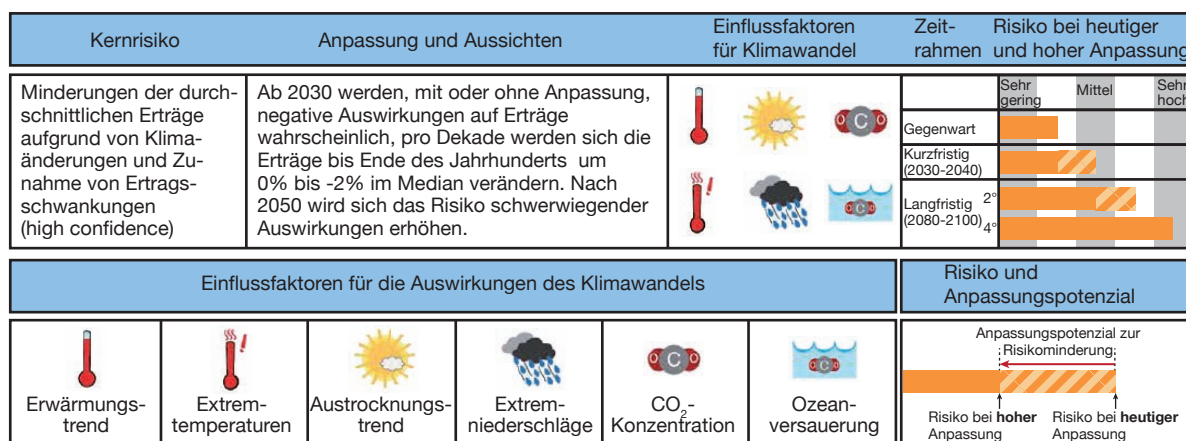 Kernrisiko
Anpassung und Aussichten
Einflussfaktoren
für Klimawandel
Zeit-
rahmen
Risiko bei heutiger
und hoher Anpassung
Minderungen der durch-
schnittlichen Erträge
aufgrund von Klima-
änderungen und Zu-
nahme von Ertrags-
schwankungen
(high confidence)
Ab 2030 werden, mit oder ohne Anpassung,
negative Auswirkungen auf Erträge
wahrscheinlich, pro Dekade werden sich die
Erträge bis Ende des Jahrhunderts um
0% bis -2% im Median verändern. Nach
2050 wird sich das Risiko schwerwiegender
Auswirkungen erhöhen.
O C O
O C O
Sehr
gering
Mittel
Sehr
hoch
Gegenwart
Kurzfristig
(2030-2040)
Langfristig
(2080-2100)
2°
4°
Einflussfaktoren für die Auswirkungen des Klimawandels
Risiko und
Anpassungspotenzial
Erwärmungs-
trend
Extrem-
temperaturen
Austrocknungs-
trend
Extrem-
niederschläge
O C O
CO2-
Konzentration
O C O
Ozean-
versauerung
Anpassungspotenzial zur
Risikominderung
Risiko bei hoher
Anpassung
Risiko bei heutiger
Anpassung